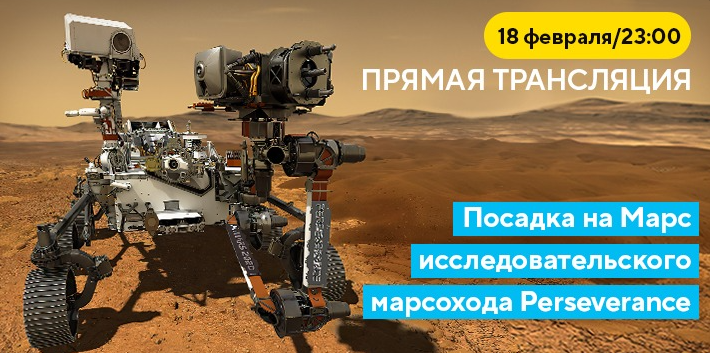 18 февраля/23:00
ПРЯМАЯ ТРАНСЛЯЦИЯ
Посадка на Марс
исследовательского
марсохода Perseverance